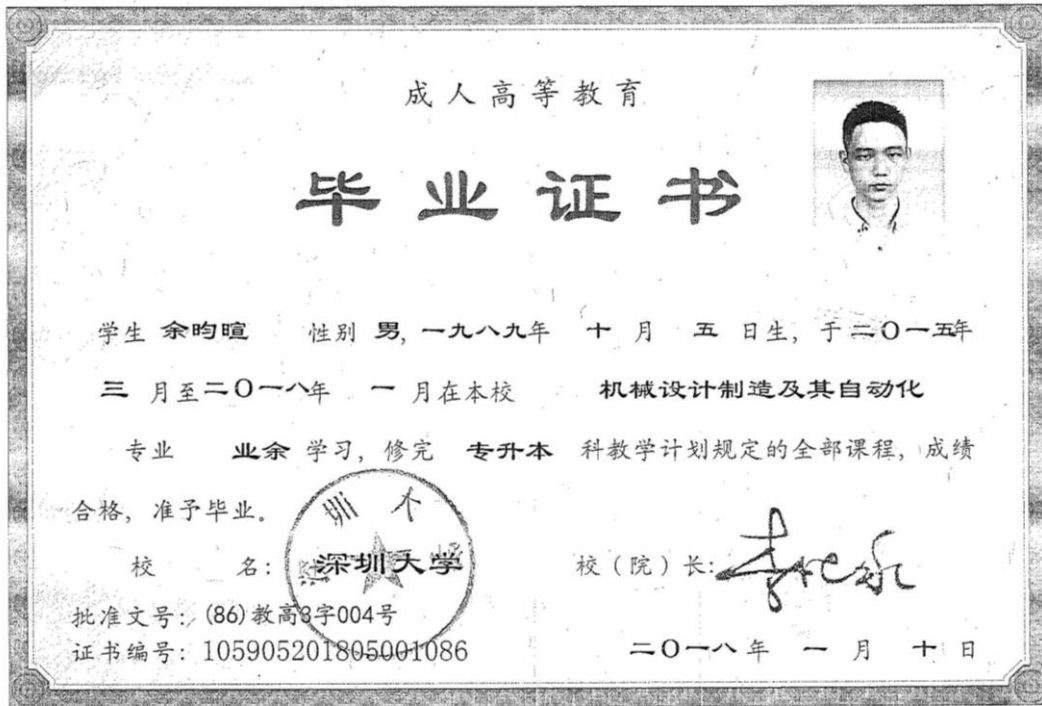 成人高等教育
毕业证书
学生 余昀暄 性别 男, 一九八九年 十 月 五 日生, 于二〇一五年
三 月至二〇一八年 一 月在本校 机械设计制造及其自动化
专业 业余 学习, 修完 专升本 科教学计划规定的全部课程, 成绩
合格, 准予毕业。
校 名: 深圳大学 校(院)长:
批准文号: (86)教高3字004号
证书编号: 105905201805001086
二〇一八年 一 月 十 日